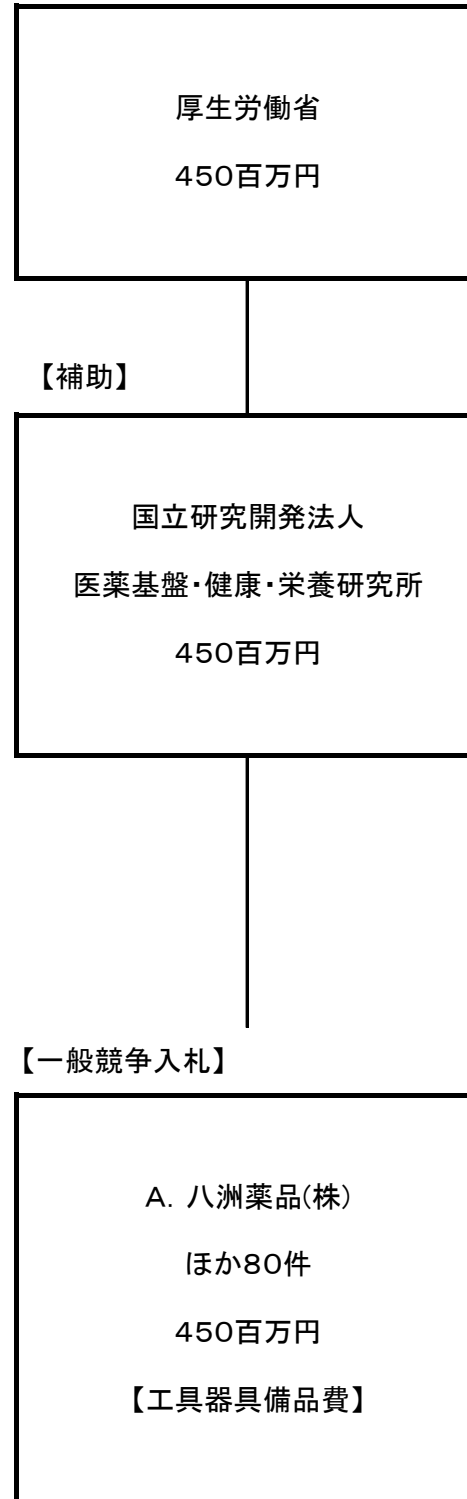 厚生労働省
450百万円
【補助】
国立研究開発法人
医薬基盤・健康・栄養研究所
450百万円
【一般競争入札】
A. 八洲薬品(株)
ほか80件
450百万円
【工具器具備品費】